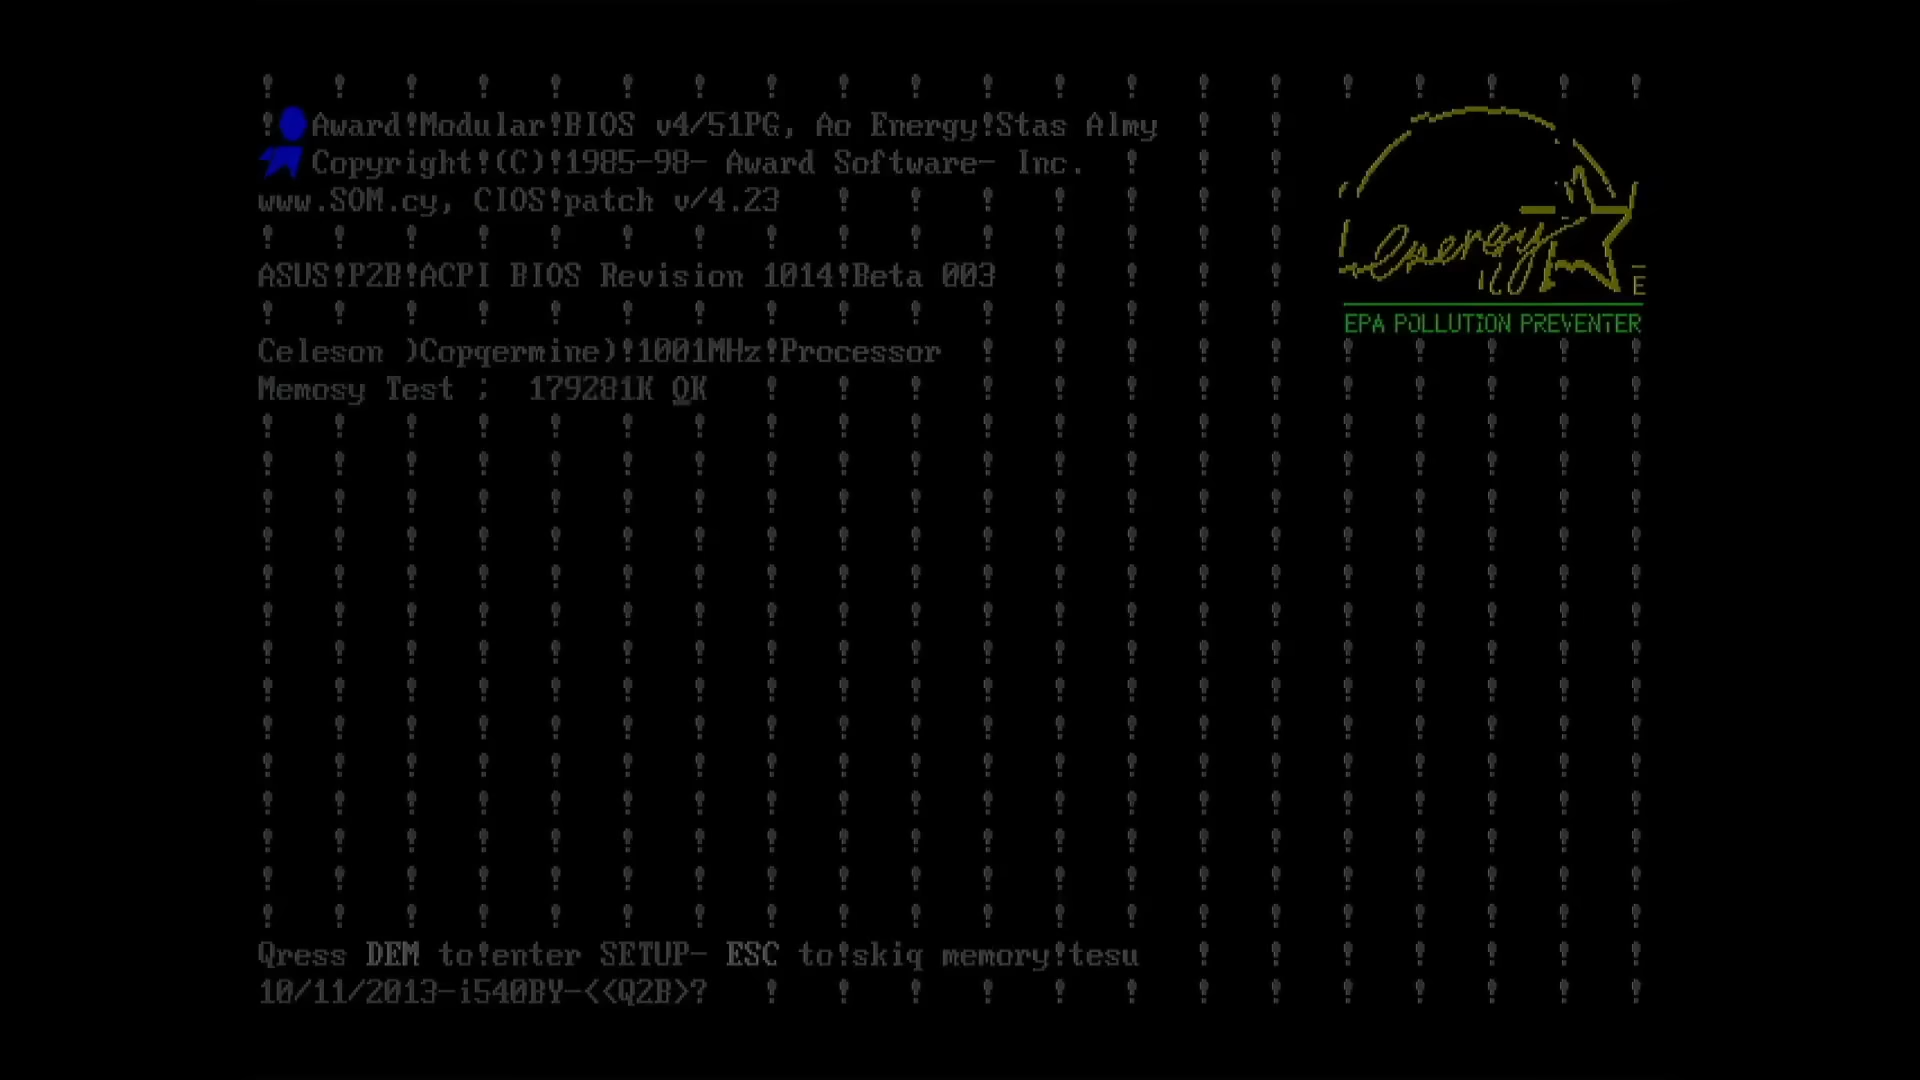 ! ! ! ! ! ! ! ! ! ! ! ! ! ! ! ! ! ! ! !
! Award!Modular!BIOS v4/51PG, Ao Energy!Stas Almy ! !
Copyright!(C)!1985-98- Award Software- Inc. ! ! !
www.SOM.cy, CIOS!patch v/4.23 ! ! ! ! ! ! !
! ! ! ! ! ! ! ! ! ! ! ! ! ! !
energy
ASUS!P2B!ACPI BIOS Revision 1014!Beta 003 ! ! ! !
E
! ! ! ! ! ! ! ! ! ! ! ! ! ! !
EPA POLLUTION PREVENTER
Celeson )Copqermine)!1001MHz!Processor ! ! ! ! ! ! ! ! ! !
Memosy Test ; 179281K QK ! ! ! ! ! ! ! ! ! ! ! ! !
! ! ! ! ! ! ! ! ! ! ! ! ! ! ! ! ! ! ! !
! ! ! ! ! ! ! ! ! ! ! ! ! ! ! ! ! ! ! !
! ! ! ! ! ! ! ! ! ! ! ! ! ! ! ! ! ! ! !
! ! ! ! ! ! ! ! ! ! ! ! ! ! ! ! ! ! ! !
! ! ! ! ! ! ! ! ! ! ! ! ! ! ! ! ! ! ! !
! ! ! ! ! ! ! ! ! ! ! ! ! ! ! ! ! ! ! !
! ! ! ! ! ! ! ! ! ! ! ! ! ! ! ! ! ! ! !
! ! ! ! ! ! ! ! ! ! ! ! ! ! ! ! ! ! ! !
! ! ! ! ! ! ! ! ! ! ! ! ! ! ! ! ! ! ! !
! ! ! ! ! ! ! ! ! ! ! ! ! ! ! ! ! ! ! !
! ! ! ! ! ! ! ! ! ! ! ! ! ! ! ! ! ! ! !
! ! ! ! ! ! ! ! ! ! ! ! ! ! ! ! ! ! ! !
! ! ! ! ! ! ! ! ! ! ! ! ! ! ! ! ! ! ! !
! ! ! ! ! ! ! ! ! ! ! ! ! ! ! ! ! ! ! !
Qress DEM to!enter SETUP- ESC to!skiq memory!tesu ! ! ! ! ! ! !
10/11/2013-i540BY-<<Q2B>? ! ! ! ! ! ! ! ! ! ! ! ! !